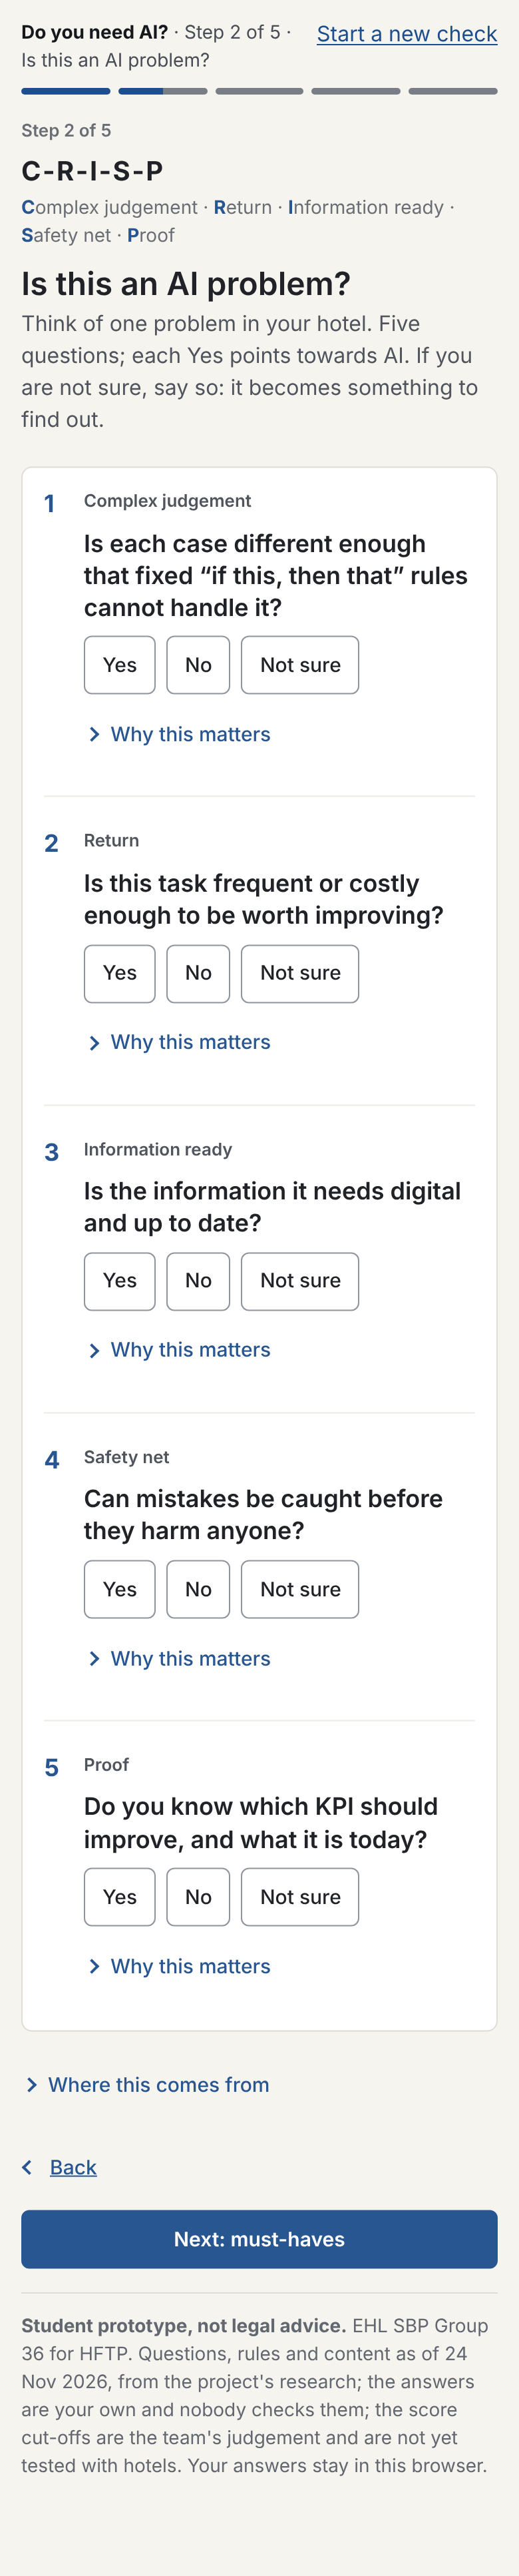 Do you need AI? · Step 2 of 5 ·
Is this an AI problem?
Start a new check
Step 2 of 5
C-R-I-S-P
Complex judgement · Return · Information ready ·
Safety net · Proof
Is this an AI problem?
Think of one problem in your hotel. Five
questions; each Yes points towards AI. If you
are not sure, say so: it becomes something to
find out.
1 Complex judgement
Is each case different enough
that fixed “if this, then that” rules
cannot handle it?
Yes No Not sure
Why this matters
2 Return
Is this task frequent or costly
enough to be worth improving?
Yes No Not sure
Why this matters
3 Information ready
Is the information it needs digital
and up to date?
Yes No Not sure
Why this matters
4 Safety net
Can mistakes be caught before
they harm anyone?
Yes No Not sure
Why this matters
5 Proof
Do you know which KPI should
improve, and what it is today?
Yes No Not sure
Why this matters
Where this comes from
Back
Next: must-haves
Student prototype, not legal advice. EHL SBP Group
36 for HFTP. Questions, rules and content as of 24
Nov 2026, from the project's research; the answers
are your own and nobody checks them; the score
cut-offs are the team's judgement and are not yet
tested with hotels. Your answers stay in this browser.